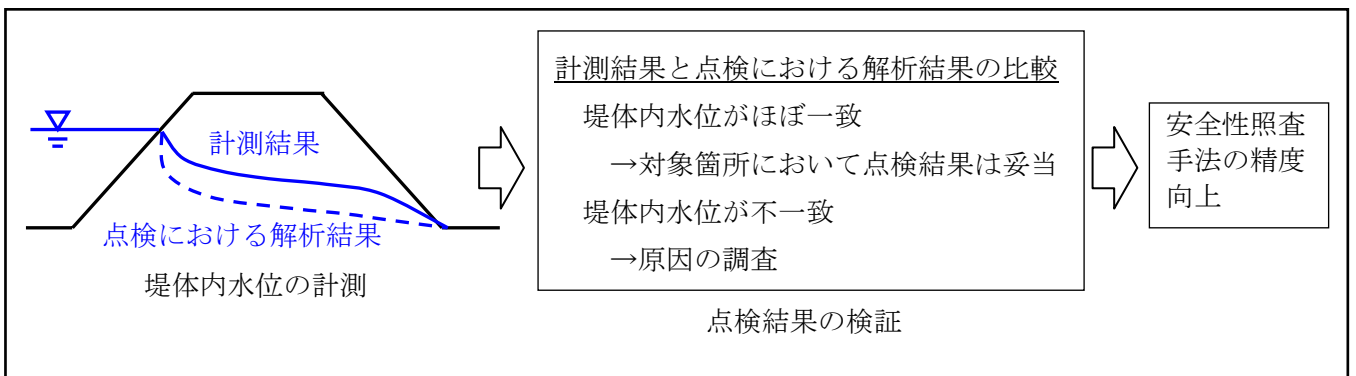 計測結果
点検における解析結果
堤体内水位の計測
計測結果と点検における解析結果の比較
堤体内水位がほぼ一致
→対象箇所において点検結果は妥当
堤体内水位が不一致
→原因の調査
点検結果の検証
安全性照査
手法の精度
向上